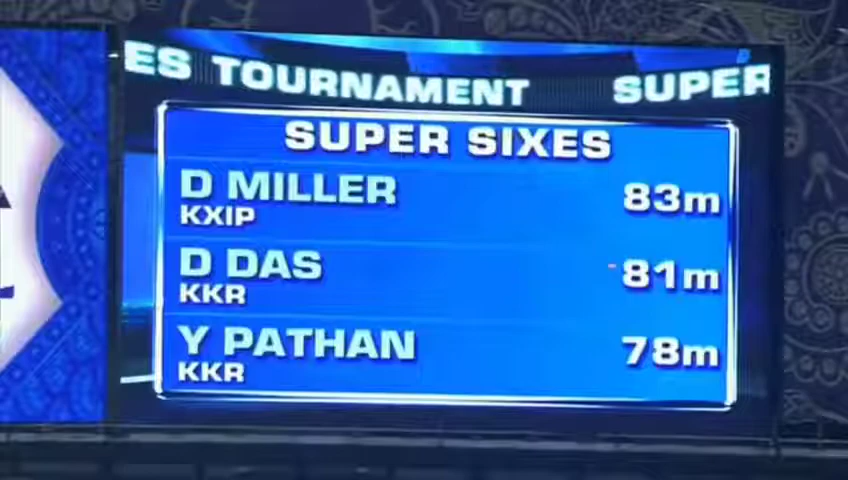 ES TOURNAMENT SUPER
SUPER SIXES
D MILLER 83m
KXIP
D DAS 81m
KKR
Y PATHAN 78m
KKR